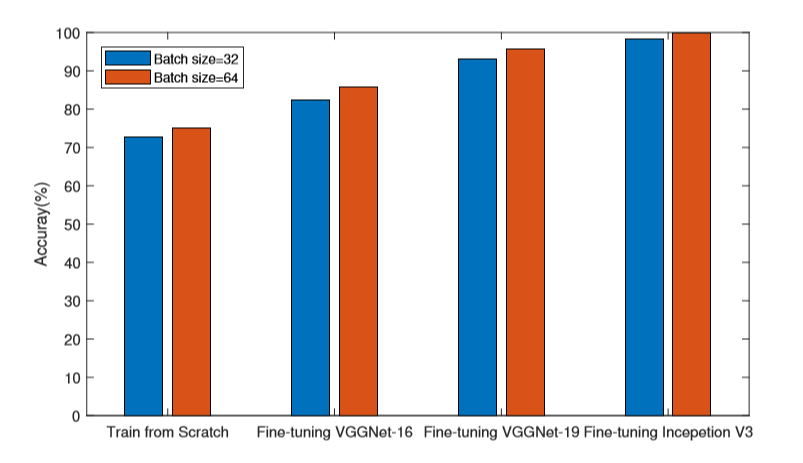 100
90
80
70
60
50
40
30
20
10
0
Accuray(%)
Batch size=32
Batch size=64
Train from Scratch
Fine-tuning VGGNet-16
Fine-tuning VGGNet-19
Fine-tuning Incepetion V3